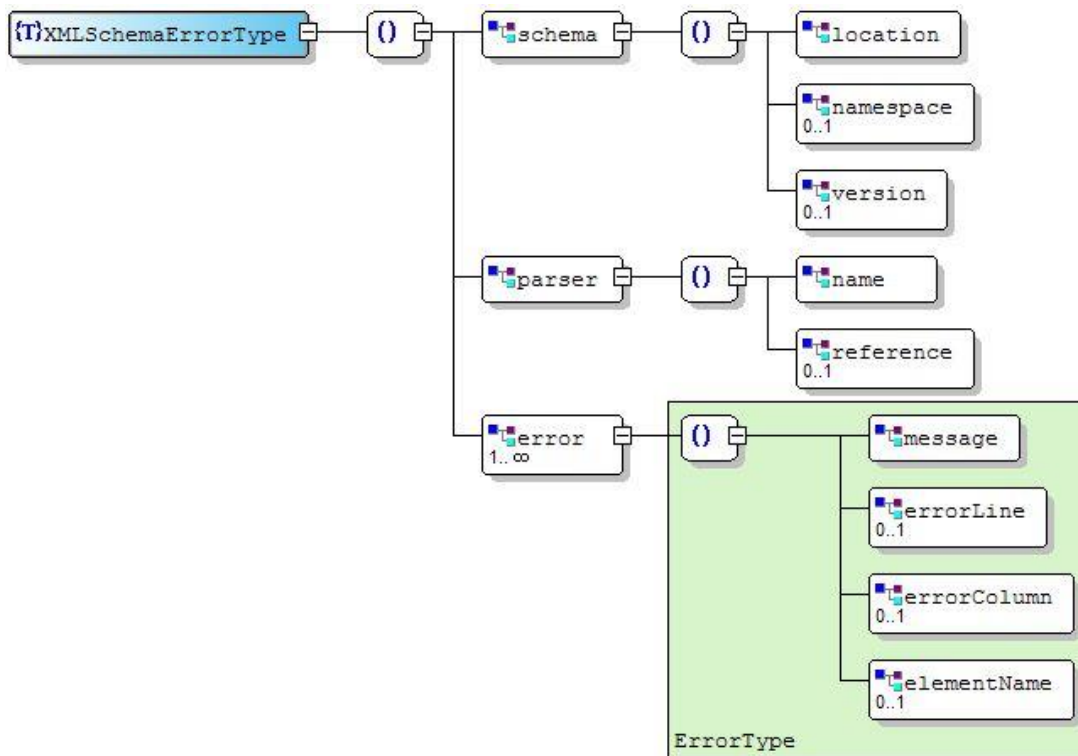 {T}XMLSchemaErrorType
()
schema
()
location
namespace
0..1
version
0..1
parser
()
name
reference
0..1
error
1..∞
()
message
errorLine
0..1
errorColumn
0..1
elementName
0..1
ErrorType